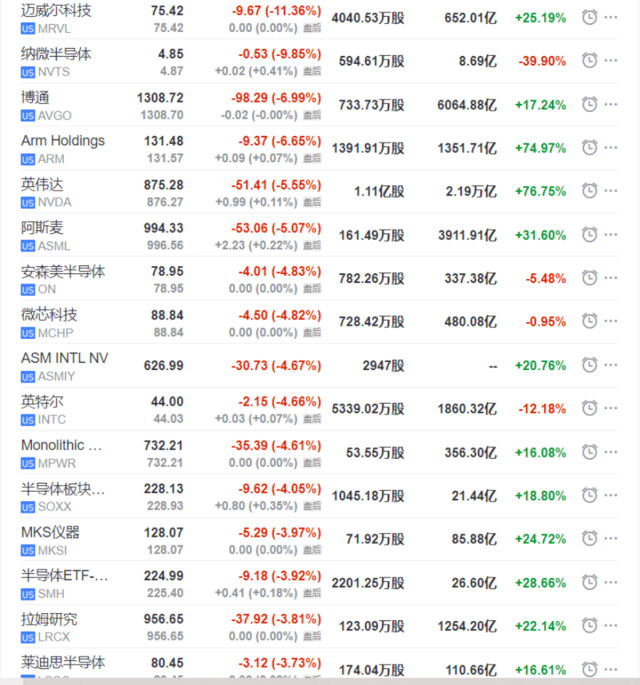 迈威尔科技 75.42 -9.67 (-11.36%) 4040.53万股 652.01亿 +25.19%
US MRVL 75.42 0.00 (0.00%) 盘后
纳微半导体 4.85 -0.53 (-9.85%) 594.61万股 8.69亿 -39.90%
US NVTS 4.87 +0.02 (+0.41%) 盘后
博通 1308.72 -98.29 (-6.99%) 733.73万股 6064.88亿 +17.24%
US AVGO 1308.70 -0.02 (-0.00%) 盘后
Arm Holdings 131.48 -9.37 (-6.65%) 1391.91万股 1351.71亿 +74.97%
US ARM 131.57 +0.09 (+0.07%) 盘后
英伟达 875.28 -51.41 (-5.55%) 1.11亿股 2.19万亿 +76.75%
US NVDA 876.27 +0.99 (+0.11%) 盘后
阿斯麦 994.33 -53.06 (-5.07%) 161.49万股 3911.91亿 +31.60%
US ASML 996.56 +2.23 (+0.22%) 盘后
安森美半导体 78.95 -4.01 (-4.83%) 782.26万股 337.38亿 -5.48%
US ON 78.95 0.00 (0.00%) 盘后
微芯科技 88.84 -4.50 (-4.82%) 728.42万股 480.08亿 -0.95%
US MCHP 88.84 0.00 (0.00%) 盘后
ASM INTL NV 626.99 -30.73 (-4.67%) 2947股 -- +20.76%
US ASMIY
英特尔 44.00 -2.15 (-4.66%) 5339.02万股 1860.32亿 -12.18%
US INTC 44.03 +0.03 (+0.07%) 盘后
Monolithic ... 732.21 -35.39 (-4.61%) 53.55万股 356.30亿 +16.08%
US MPWR 732.21 0.00 (0.00%) 盘后
半导体板块... 228.13 -9.62 (-4.05%) 1045.18万股 21.44亿 +18.80%
US SOXX 228.93 +0.80 (+0.35%) 盘后
MKS仪器 128.07 -5.29 (-3.97%) 71.92万股 85.88亿 +24.72%
US MKSI 128.07 0.00 (0.00%) 盘后
半导体ETF-... 224.99 -9.18 (-3.92%) 2201.25万股 26.60亿 +28.66%
US SMH 225.40 +0.41 (+0.18%) 盘后
拉姆研究 956.65 -37.92 (-3.81%) 123.09万股 1254.20亿 +22.14%
US LRCX 956.65 0.00 (0.00%) 盘后
莱迪思半导体 80.45 -3.12 (-3.73%) 174.04万股 110.66亿 +16.61%